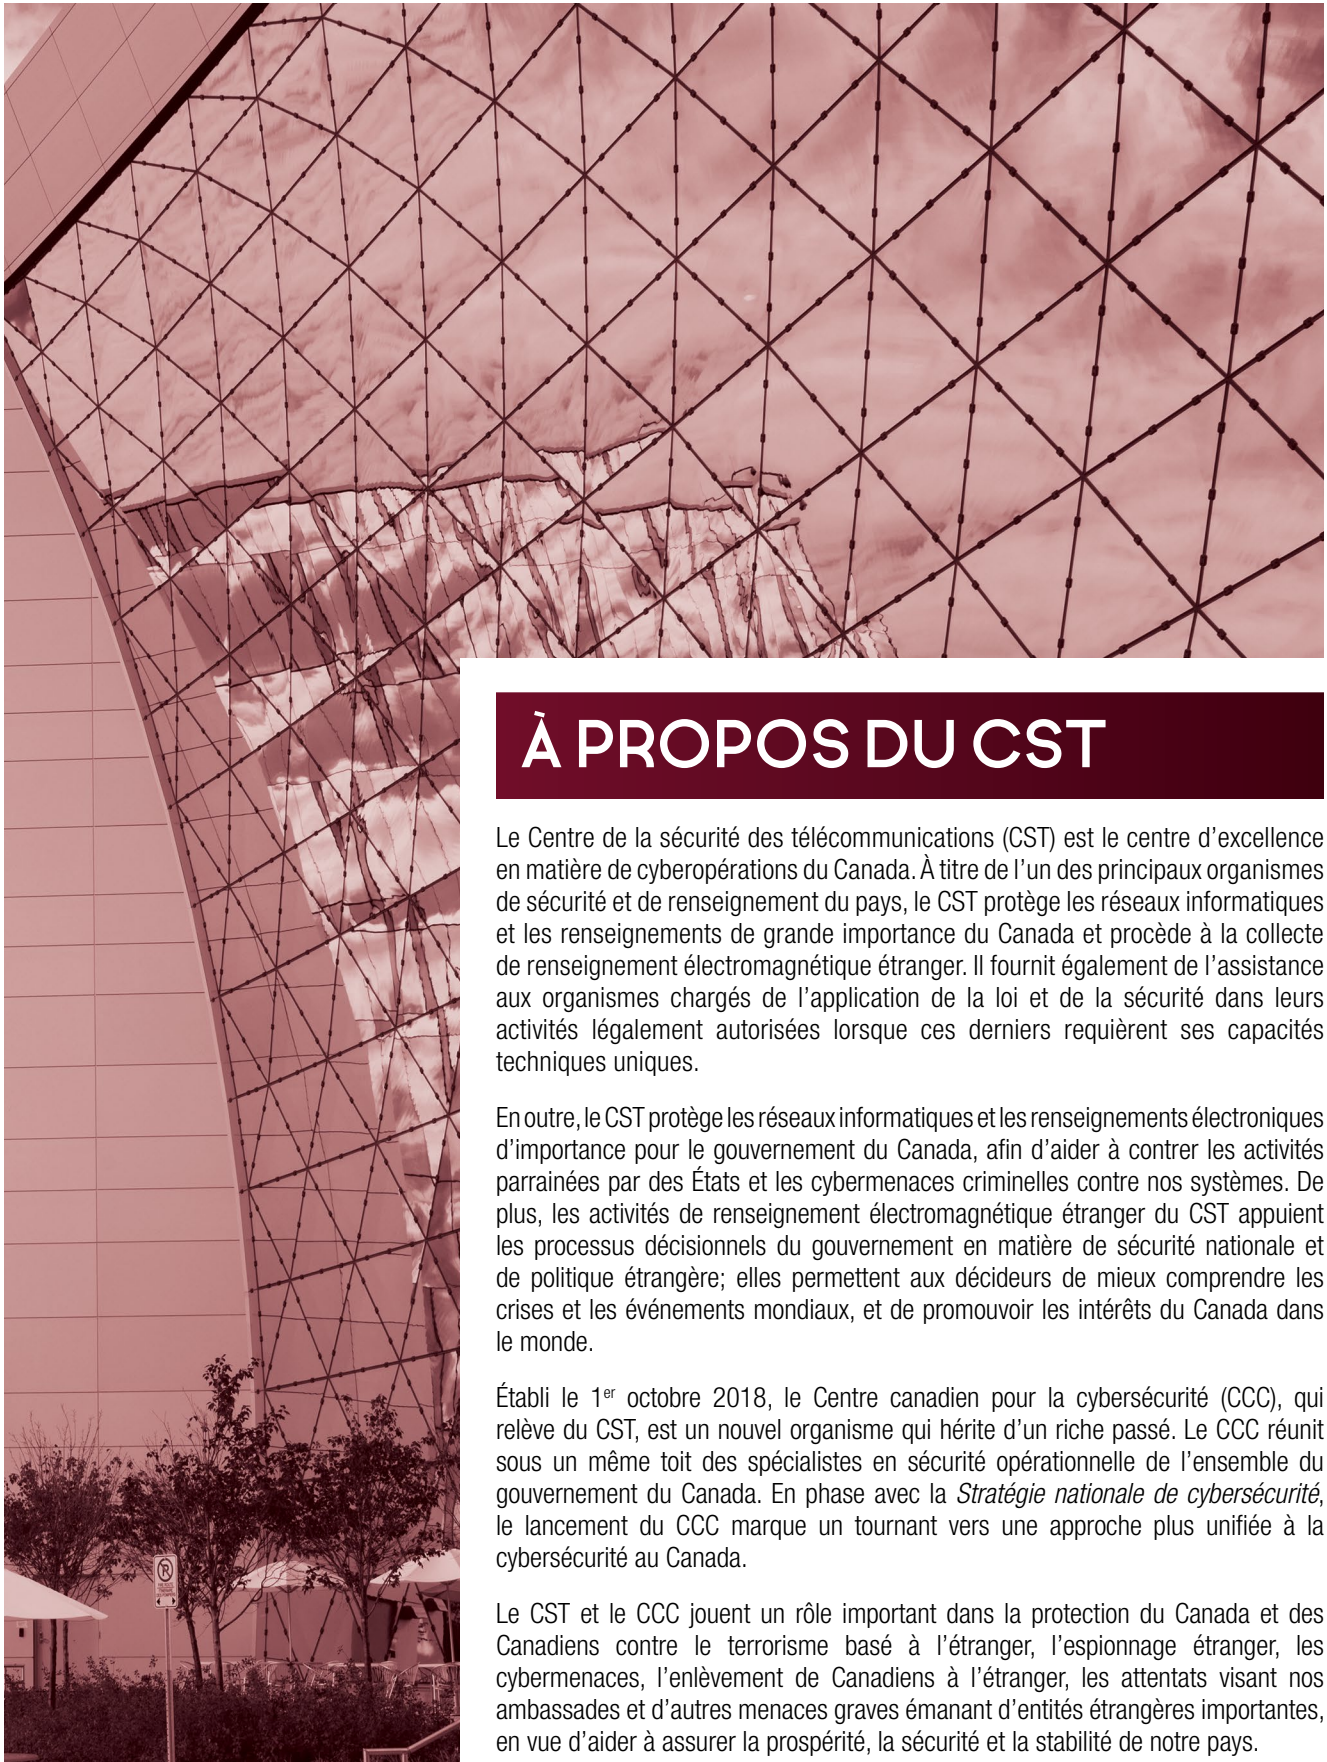 À PROPOS DU CST
Le Centre de la sécurité des télécommunications (CST) est le centre d’excellence
en matière de cyberopérations du Canada. À titre de l’un des principaux organismes
de sécurité et de renseignement du pays, le CST protège les réseaux informatiques
et les renseignements de grande importance du Canada et procède à la collecte
de renseignement électromagnétique étranger. Il fournit également de l’assistance
aux organismes chargés de l’application de la loi et de la sécurité dans leurs
activités légalement autorisées lorsque ces derniers requièrent ses capacités
techniques uniques.
En outre, le CST protège les réseaux informatiques et les renseignements électroniques
d’importance pour le gouvernement du Canada, afin d’aider à contrer les activités
parrainées par des États et les cybermenaces criminelles contre nos systèmes. De
plus, les activités de renseignement électromagnétique étranger du CST appuient
les processus décisionnels du gouvernement en matière de sécurité nationale et
de politique étrangère; elles permettent aux décideurs de mieux comprendre les
crises et les événements mondiaux, et de promouvoir les intérêts du Canada dans
le monde.
Établi le 1er octobre 2018, le Centre canadien pour la cybersécurité (CCC), qui
relève du CST, est un nouvel organisme qui hérite d’un riche passé. Le CCC réunit
sous un même toit des spécialistes en sécurité opérationnelle de l’ensemble du
gouvernement du Canada. En phase avec la Stratégie nationale de cybersécurité,
le lancement du CCC marque un tournant vers une approche plus unifiée à la
cybersécurité au Canada.
Le CST et le CCC jouent un rôle important dans la protection du Canada et des
Canadiens contre le terrorisme basé à l’étranger, l’espionnage étranger, les
cybermenaces, l’enlèvement de Canadiens à l’étranger, les attentats visant nos
ambassades et d’autres menaces graves émanant d’entités étrangères importantes,
en vue d’aider à assurer la prospérité, la sécurité et la stabilité de notre pays.